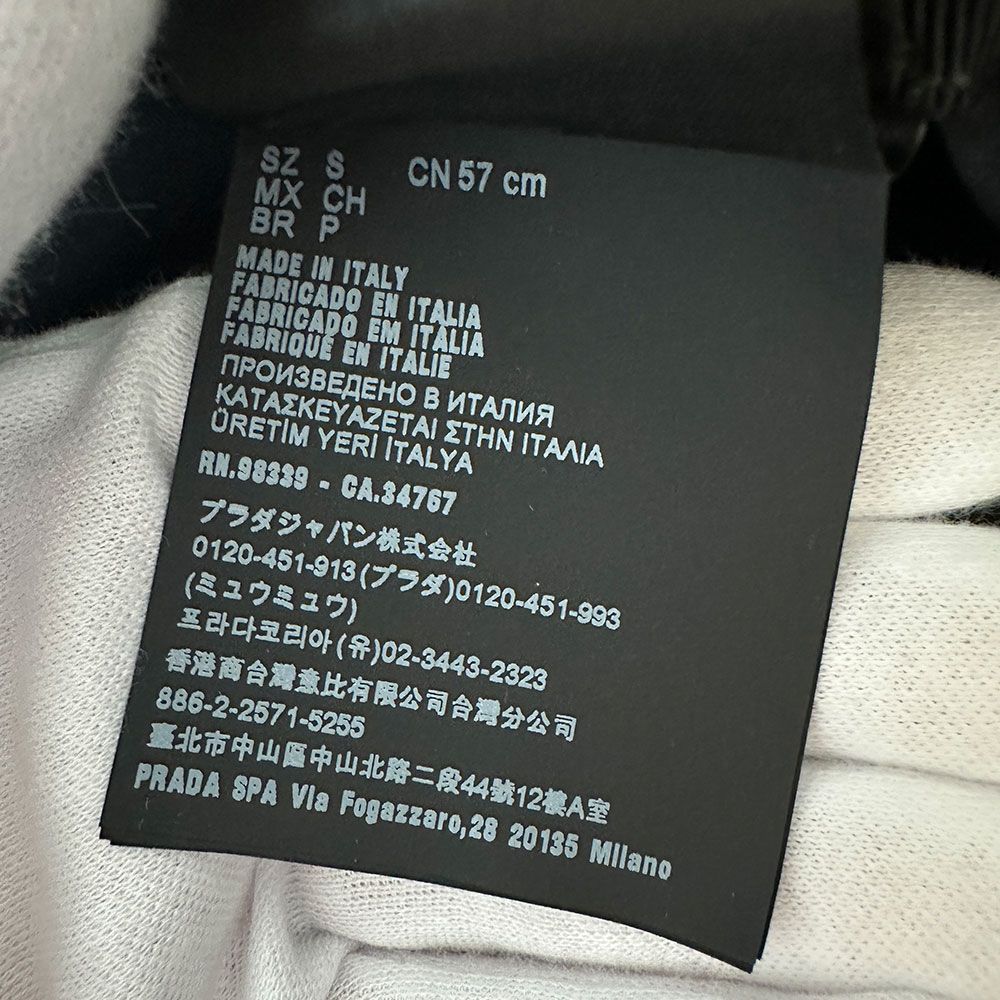 SZ S CN 57 cm
MX CH
BR P
MADE IN ITALY
FABRICADO EN ITALIA
FABRICADO EM ITALIA
FABRIQUÉ EN ITALIE
ПРОИЗВЕДЕНО В ИТАЛИЯ
ΚΑΤΑΣΚΕΥΑΖΕΤΑΙ ΣΤΗΝ ΙΤΑΛΙΑ
ÜRETİM YERİ İTALYA
RN.98339 - CA.34767
プラダジャパン株式会社
0120-451-913(プラダ)0120-451-993
(ミュウミュウ)
프라다코리아(유)02-3443-2323
香港商台灣意比有限公司台灣分公司
886-2-2571-5255
臺北市中山區中山北路二段44號12樓A室
PRADA SPA Via Fogazzaro,28 20135 Milano